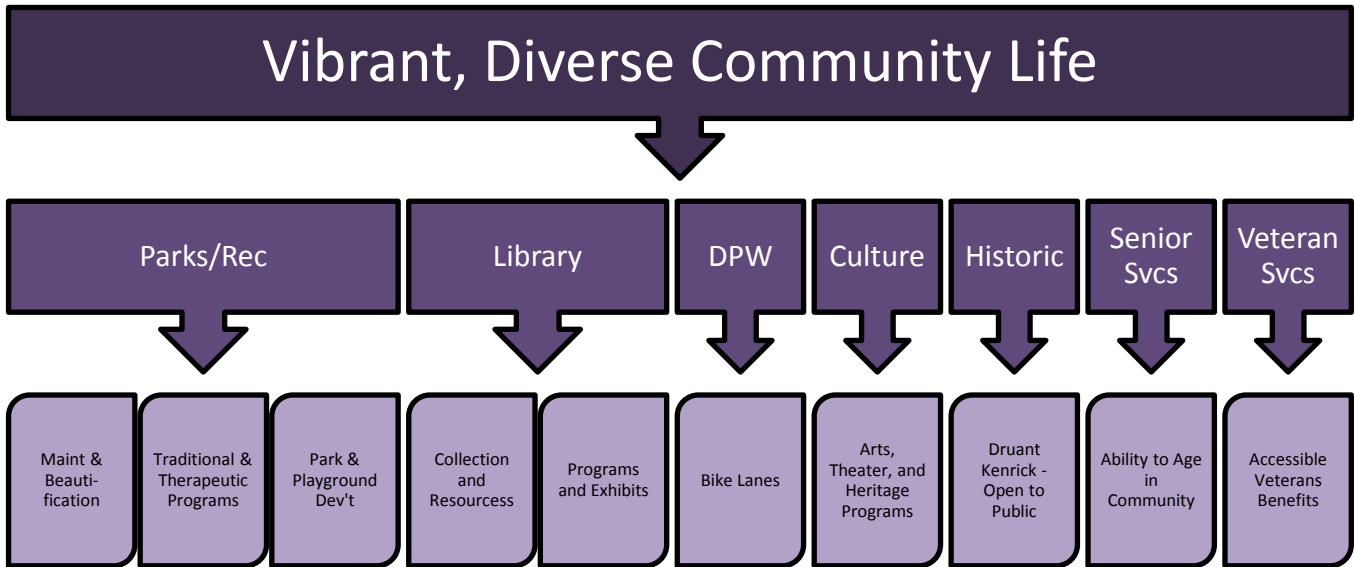 Vibrant, Diverse Community Life
Parks/Rec
Library
DPW
Culture
Historic
Senior
Svcs
Veteran
Svcs
Maint &
Beauti-
fication
Traditional &
Therapeutic
Programs
Park &
Playground
Dev't
Collection
and
Resourcess
Programs
and Exhibits
Bike Lanes
Arts,
Theater, and
Heritage
Programs
Druant
Kenrick -
Open to
Public
Ability to Age
in
Community
Accessible
Veterans
Benefits